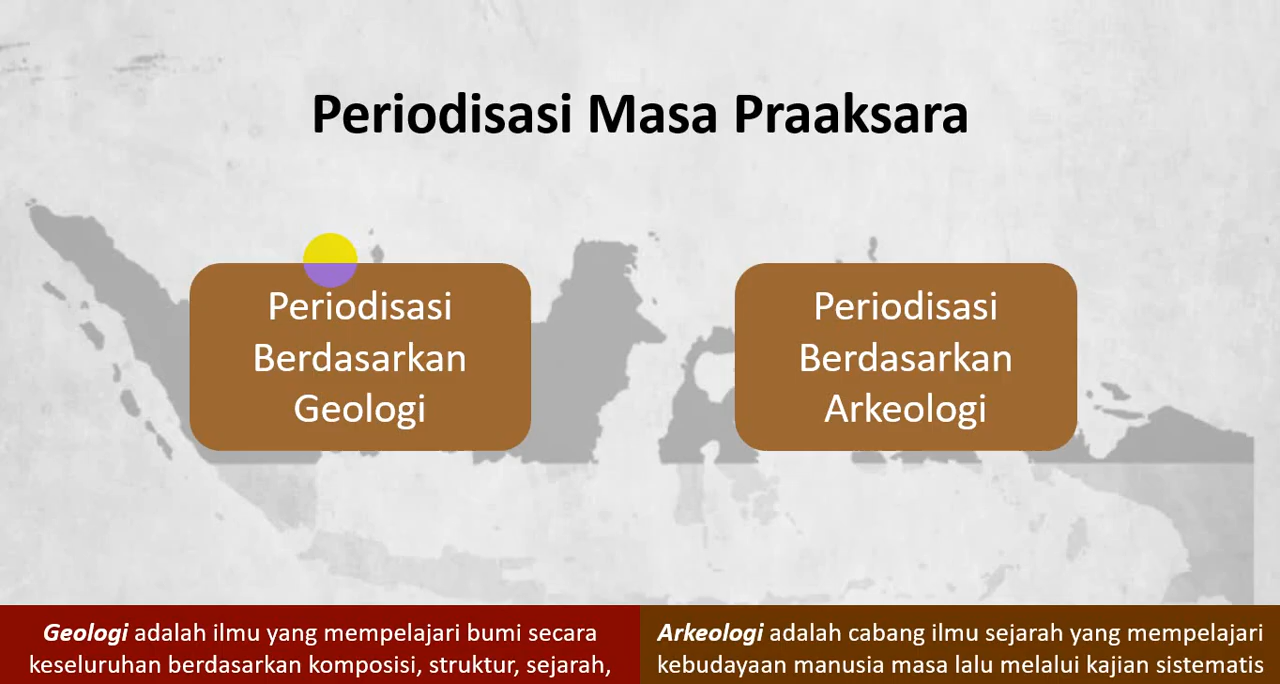 Periodisasi Masa Praaksara
Periodisasi
Berdasarkan
Geologi
Periodisasi
Berdasarkan
Arkeologi
Geologi adalah ilmu yang mempelajari bumi secara
keseluruhan berdasarkan komposisi, struktur, sejarah,
Arkeologi adalah cabang ilmu sejarah yang mempelajari
kebudayaan manusia masa lalu melalui kajian sistematis